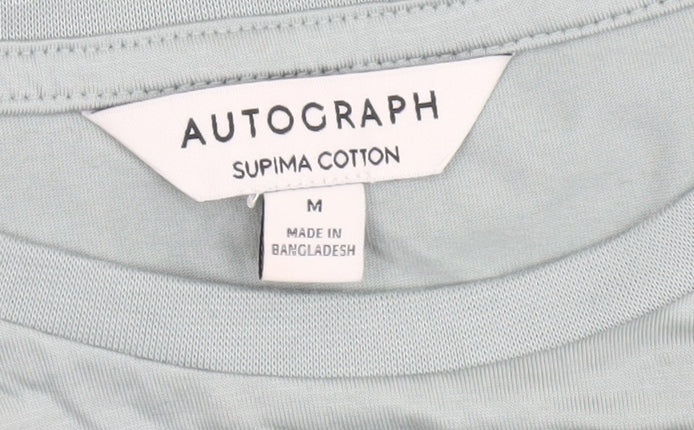 AUTOGRAPH
SUPIMA COTTON
M
MADE IN
BANGLADESH